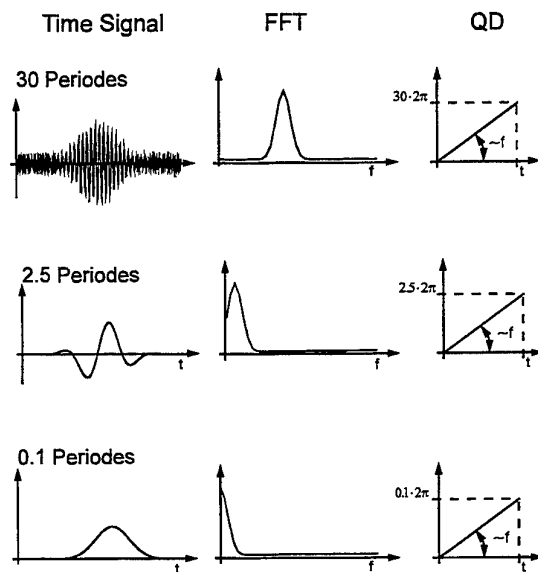 Time Signal FFT QD
30 Periodes
30·2π
~f
t f t
2.5 Periodes
2.5·2π
~f
t f t
0.1 Periodes
0.1·2π
~f
t f t